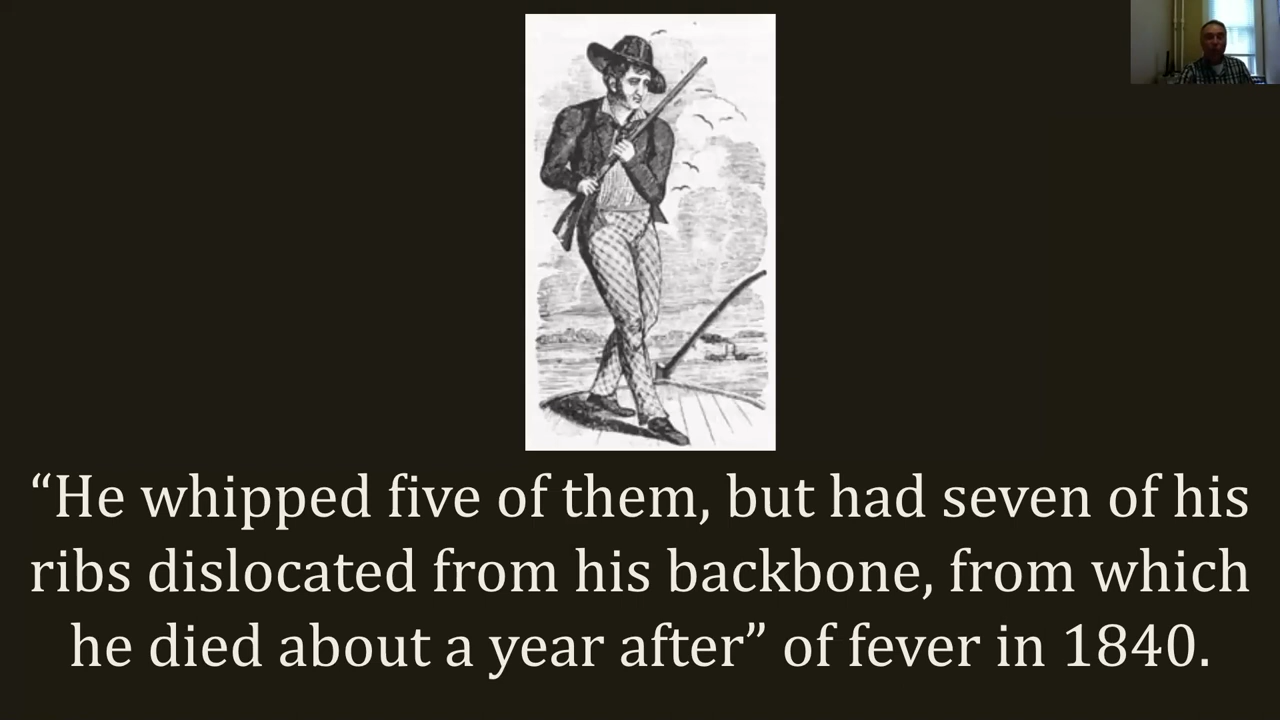 “He whipped five of them, but had seven of his
ribs dislocated from his backbone, from which
he died about a year after” of fever in 1840.